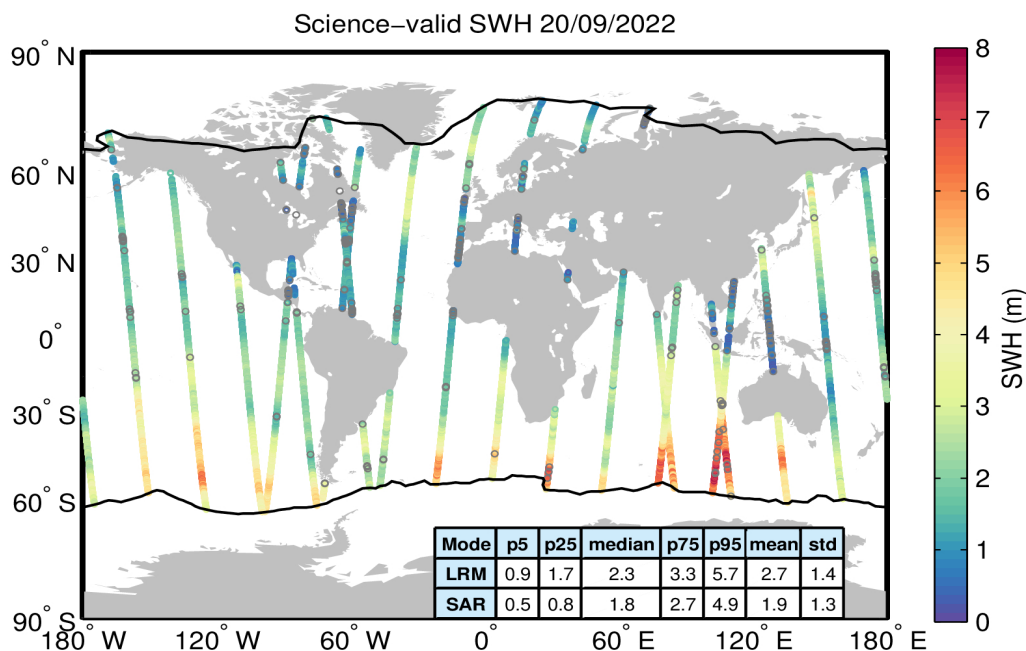 Science−valid SWH 20/09/2022
90° N
60° N
30° N
0°
30° S
60° S
90° S
180° W
120° W
60° W
0°
60° E
120° E
180° E
8
7
6
5
4
3
2
1
0
SWH (m)
Mode p5 p25 median p75 p95 mean std
LRM 0.9 1.7 2.3 3.3 5.7 2.7 1.4
SAR 0.5 0.8 1.8 2.7 4.9 1.9 1.3